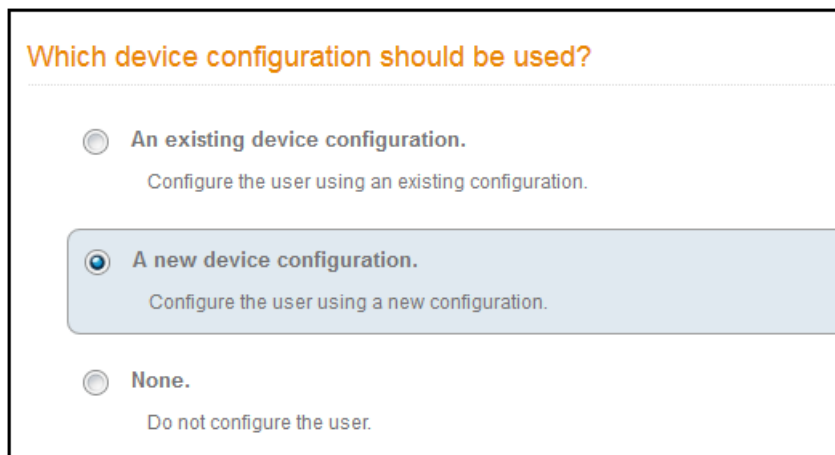 Which device configuration should be used?
An existing device configuration.
Configure the user using an existing configuration.
A new device configuration.
Configure the user using a new configuration.
None.
Do not configure the user.